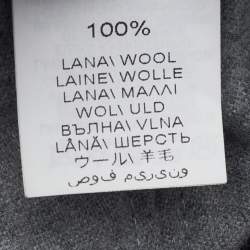 100%
LANA\ WOOL
LAINE\ WOLLE
LANA\ ΜΑΛΛΙ
WOL\ ULD
ВЪЛНА\ VLNA
LÂNĂ\ ШЕРСТЬ
ウール\ 羊毛